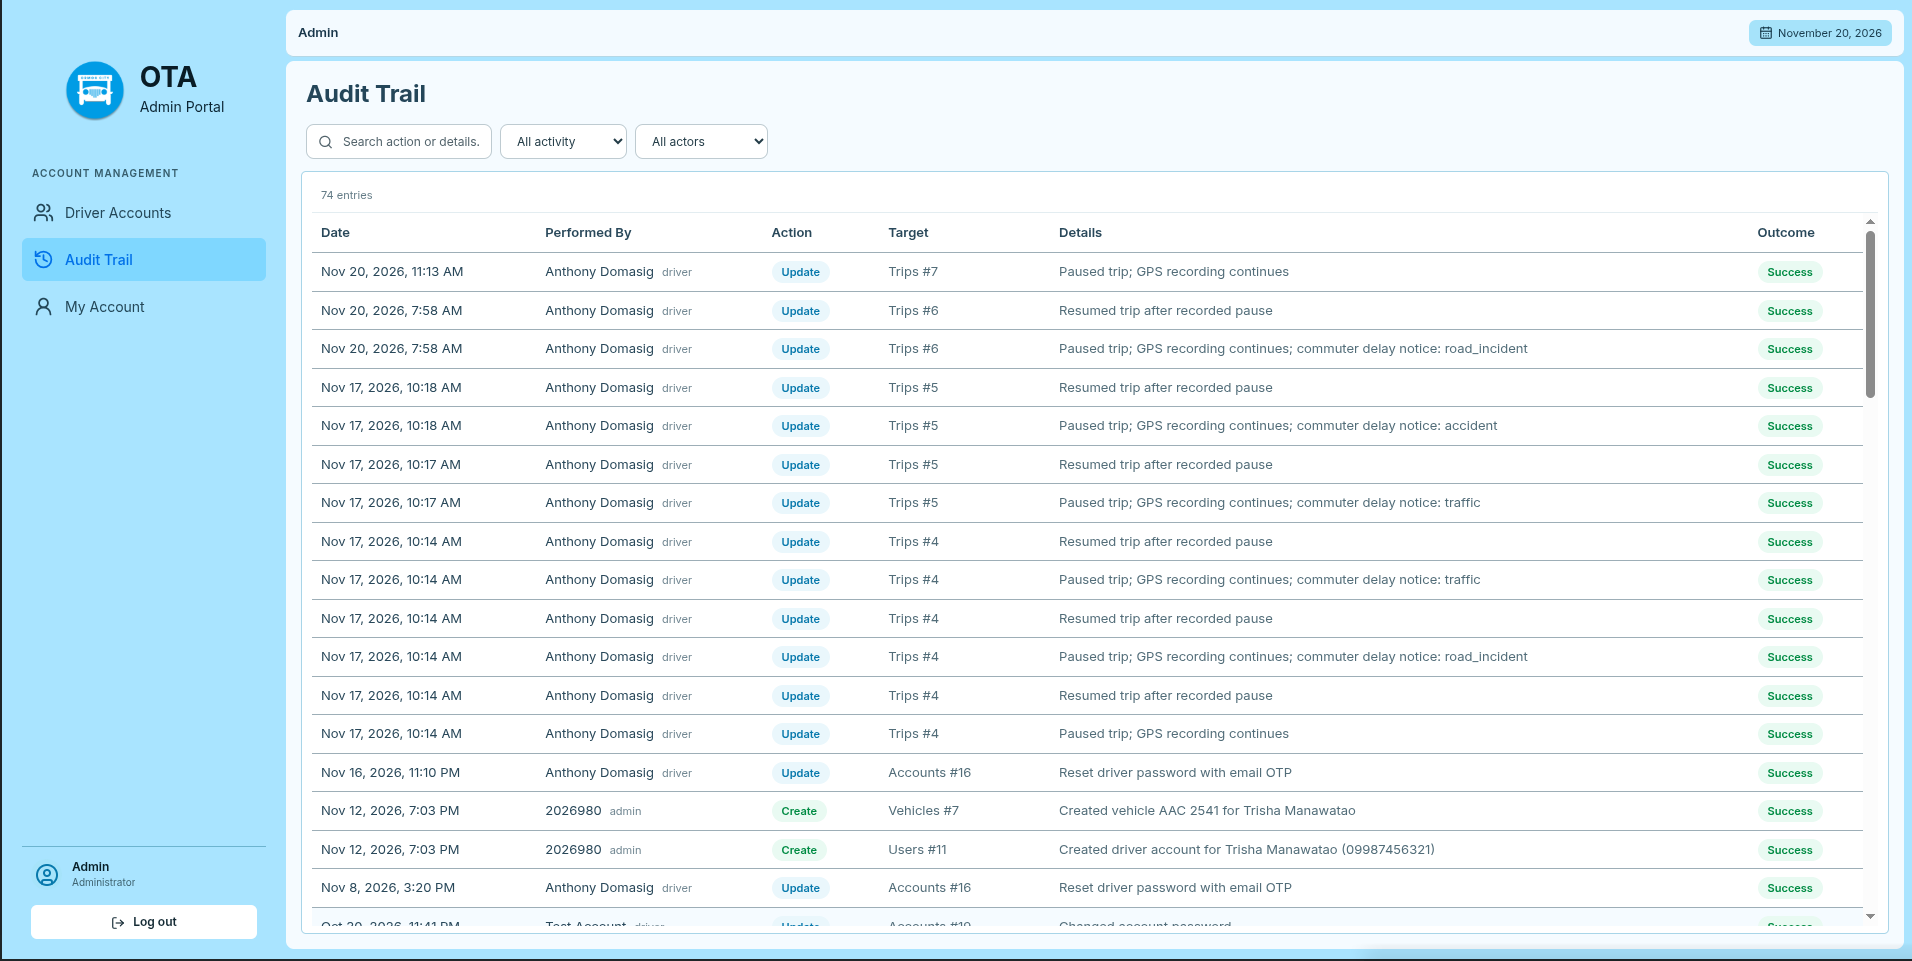 OTA
Admin Portal
ACCOUNT MANAGEMENT
Driver Accounts
Audit Trail
My Account
Admin
Administrator
Log out
Admin
November 20, 2026
Audit Trail
Search action or details.
All activity
All actors
74 entries
Date Performed By Action Target Details Outcome
Nov 20, 2026, 11:13 AM Anthony Domasig driver Update Trips #7 Paused trip; GPS recording continues Success
Nov 20, 2026, 7:58 AM Anthony Domasig driver Update Trips #6 Resumed trip after recorded pause Success
Nov 20, 2026, 7:58 AM Anthony Domasig driver Update Trips #6 Paused trip; GPS recording continues; commuter delay notice: road_incident Success
Nov 17, 2026, 10:18 AM Anthony Domasig driver Update Trips #5 Resumed trip after recorded pause Success
Nov 17, 2026, 10:18 AM Anthony Domasig driver Update Trips #5 Paused trip; GPS recording continues; commuter delay notice: accident Success
Nov 17, 2026, 10:17 AM Anthony Domasig driver Update Trips #5 Resumed trip after recorded pause Success
Nov 17, 2026, 10:17 AM Anthony Domasig driver Update Trips #5 Paused trip; GPS recording continues; commuter delay notice: traffic Success
Nov 17, 2026, 10:14 AM Anthony Domasig driver Update Trips #4 Resumed trip after recorded pause Success
Nov 17, 2026, 10:14 AM Anthony Domasig driver Update Trips #4 Paused trip; GPS recording continues; commuter delay notice: traffic Success
Nov 17, 2026, 10:14 AM Anthony Domasig driver Update Trips #4 Resumed trip after recorded pause Success
Nov 17, 2026, 10:14 AM Anthony Domasig driver Update Trips #4 Paused trip; GPS recording continues; commuter delay notice: road_incident Success
Nov 17, 2026, 10:14 AM Anthony Domasig driver Update Trips #4 Resumed trip after recorded pause Success
Nov 17, 2026, 10:14 AM Anthony Domasig driver Update Trips #4 Paused trip; GPS recording continues Success
Nov 16, 2026, 11:10 PM Anthony Domasig driver Update Accounts #16 Reset driver password with email OTP Success
Nov 12, 2026, 7:03 PM 2026980 admin Create Vehicles #7 Created vehicle AAC 2541 for Trisha Manawatao Success
Nov 12, 2026, 7:03 PM 2026980 admin Create Users #11 Created driver account for Trisha Manawatao (09987456321) Success
Nov 8, 2026, 3:20 PM Anthony Domasig driver Update Accounts #16 Reset driver password with email OTP Success
Test Account driver Update Changed account password Success